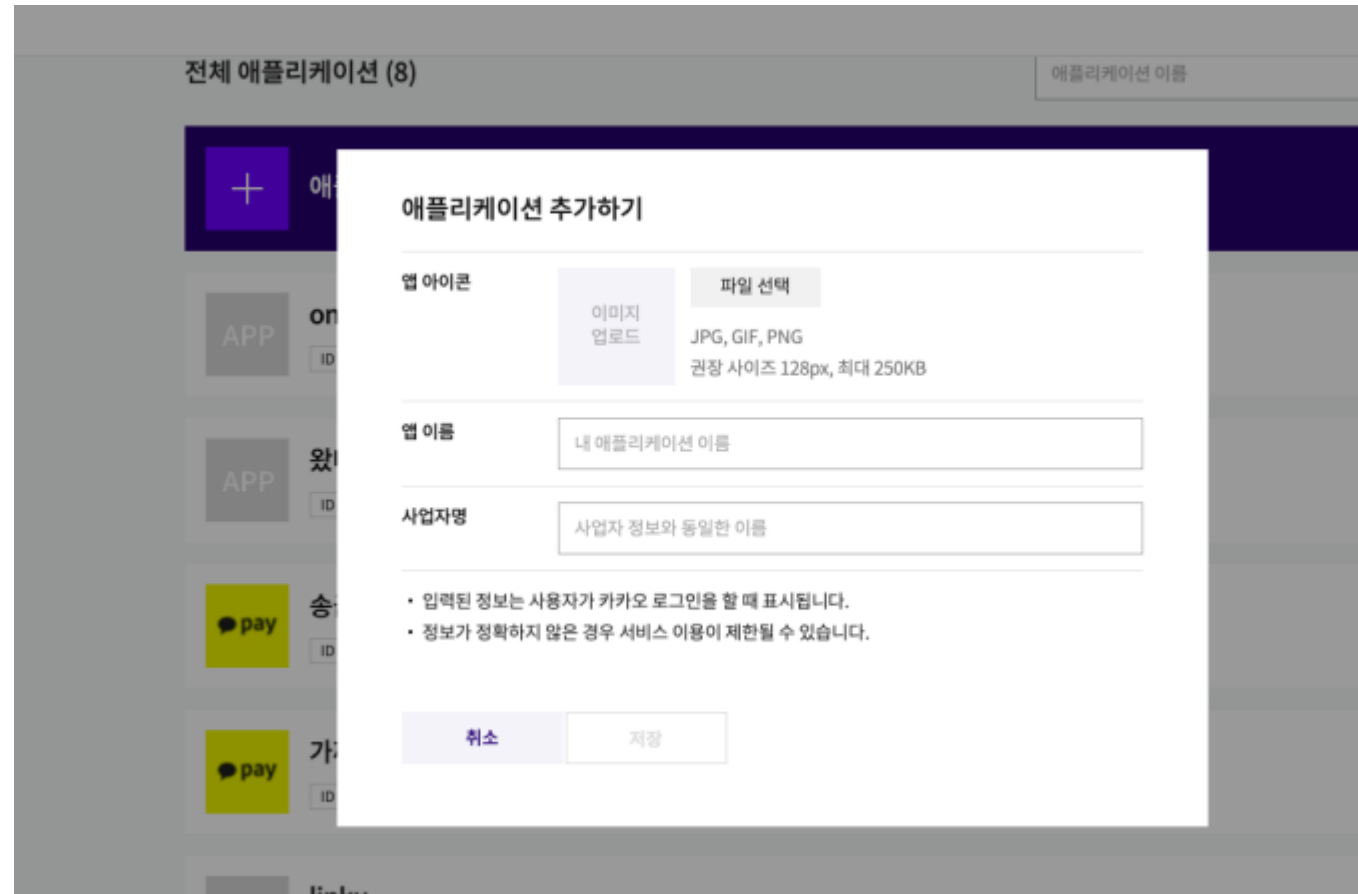 전체 애플리케이션 (8)
애플리케이션 이름
애플리케이션 추가하기
앱 아이콘
이미지
업로드
파일 선택
JPG, GIF, PNG
권장 사이즈 128px, 최대 250KB
앱 이름
내 애플리케이션 이름
사업자명
사업자 정보와 동일한 이름
• 입력된 정보는 사용자가 카카오 로그인을 할 때 표시됩니다.
• 정보가 정확하지 않은 경우 서비스 이용이 제한될 수 있습니다.
취소
저장
APP
on
ID
APP
ID
pay
송
ID
pay
ID